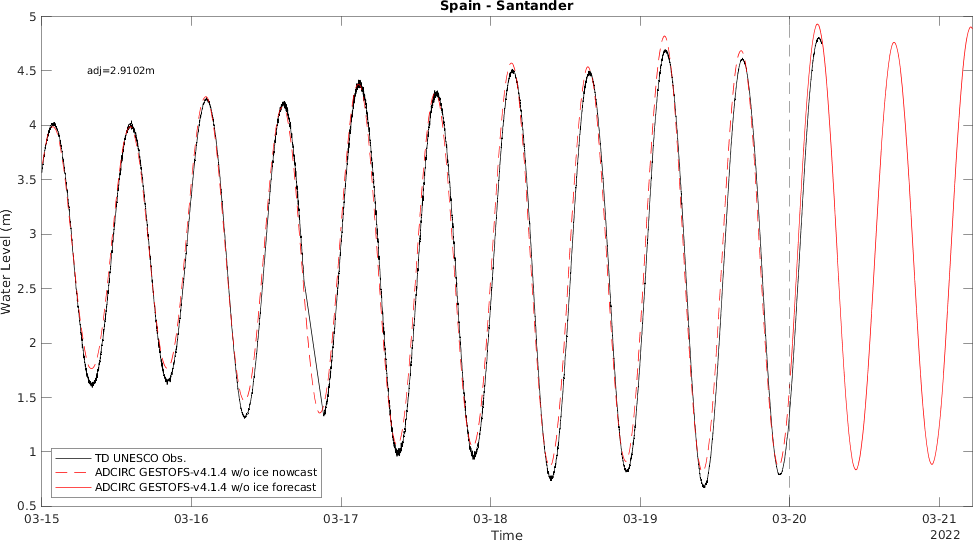 Spain - Santander
5
4.5
4
3.5
3
2.5
2
1.5
1
0.5
Water Level (m)
adj=2.9102m
TD UNESCO Obs.
ADCIRC GESTOFS-v4.1.4 w/o ice nowcast
ADCIRC GESTOFS-v4.1.4 w/o ice forecast
03-15 03-16 03-17 03-18 03-19 03-20 03-21
Time
2022